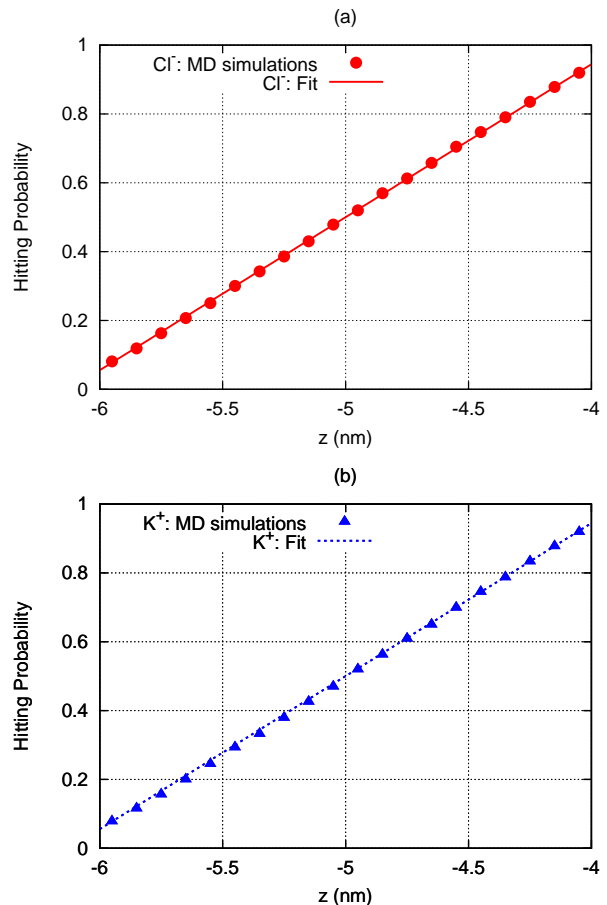 (a)
Cl⁻: MD simulations
Cl⁻: Fit
Hitting Probability
1
0.8
0.6
0.4
0.2
0
-6 -5.5 -5 -4.5 -4
z (nm)
(b)
K⁺: MD simulations
K⁺: Fit
Hitting Probability
1
0.8
0.6
0.4
0.2
0
-6 -5.5 -5 -4.5 -4
z (nm)